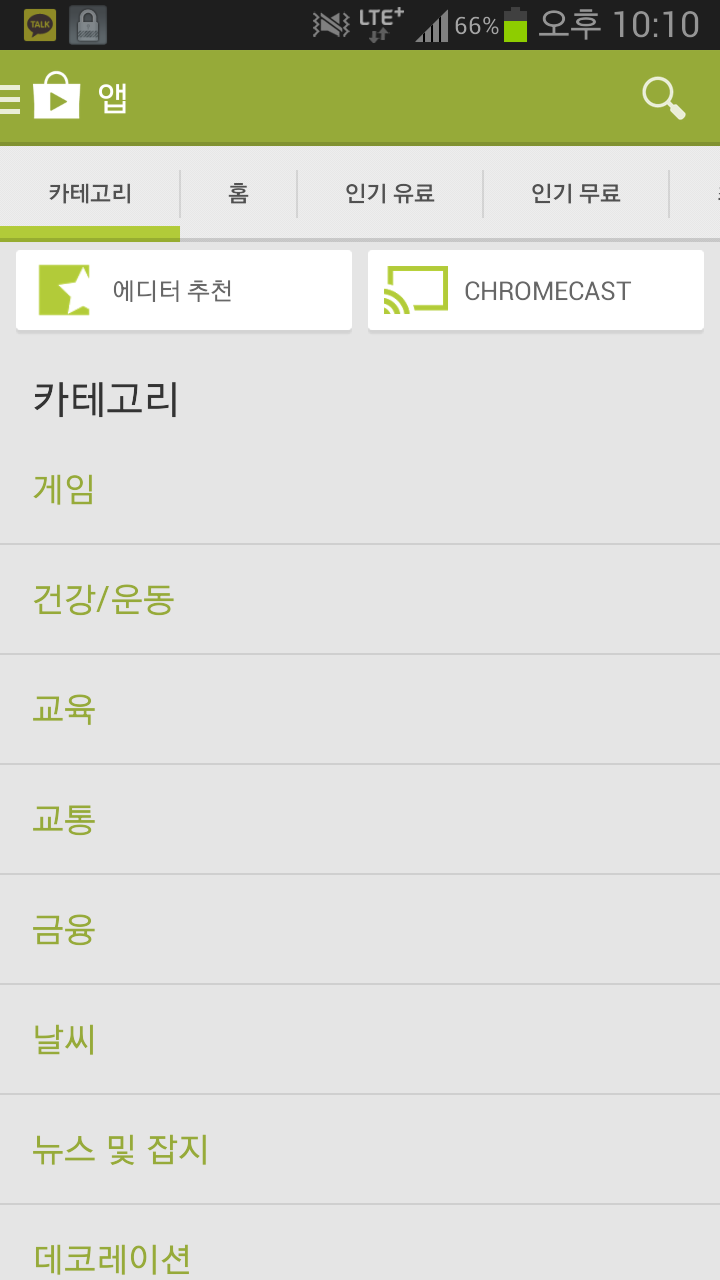 TALK LTE+ 66% 오후 10:10
앱
카테고리 홈 인기 유료 인기 무료
에디터 추천 CHROMECAST
카테고리
게임
건강/운동
교육
교통
금융
날씨
뉴스 및 잡지
데코레이션